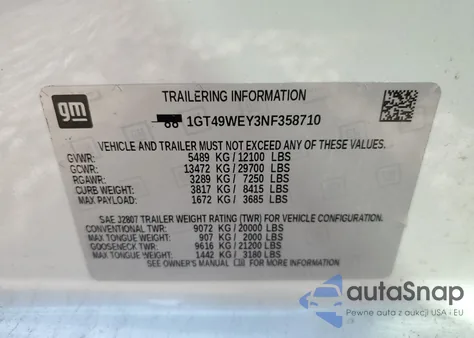 gm
TRAILERING INFORMATION
1GT49WEY3NF358710
VEHICLE AND TRAILER MUST NOT EXCEED ANY OF THESE VALUES.
GVWR: 5489 KG/12100 LBS
GCWR: 13472 KG/29700 LBS
RGAWR: 3289 KG/ 7250 LBS
CURB WEIGHT: 3817 KG/ 8415 LBS
MAX PAYLOAD: 1672 KG/ 3685 LBS
SAE J2807 TRAILER WEIGHT RATING (TWR) FOR VEHICLE CONFIGURATION.
CONVENTIONAL TWR: 9072 KG/20000 LBS
MAX TONGUE WEIGHT: 907 KG/ 2000 LBS
GOOSENECK TWR: 9616 KG/21200 LBS
MAX TONGUE WEIGHT: 1442 KG/ 3180 LBS
SEE OWNER'S MANUAL FOR MORE INFORMATION
autoSnap
Pewne auta z aukcji USA i EU